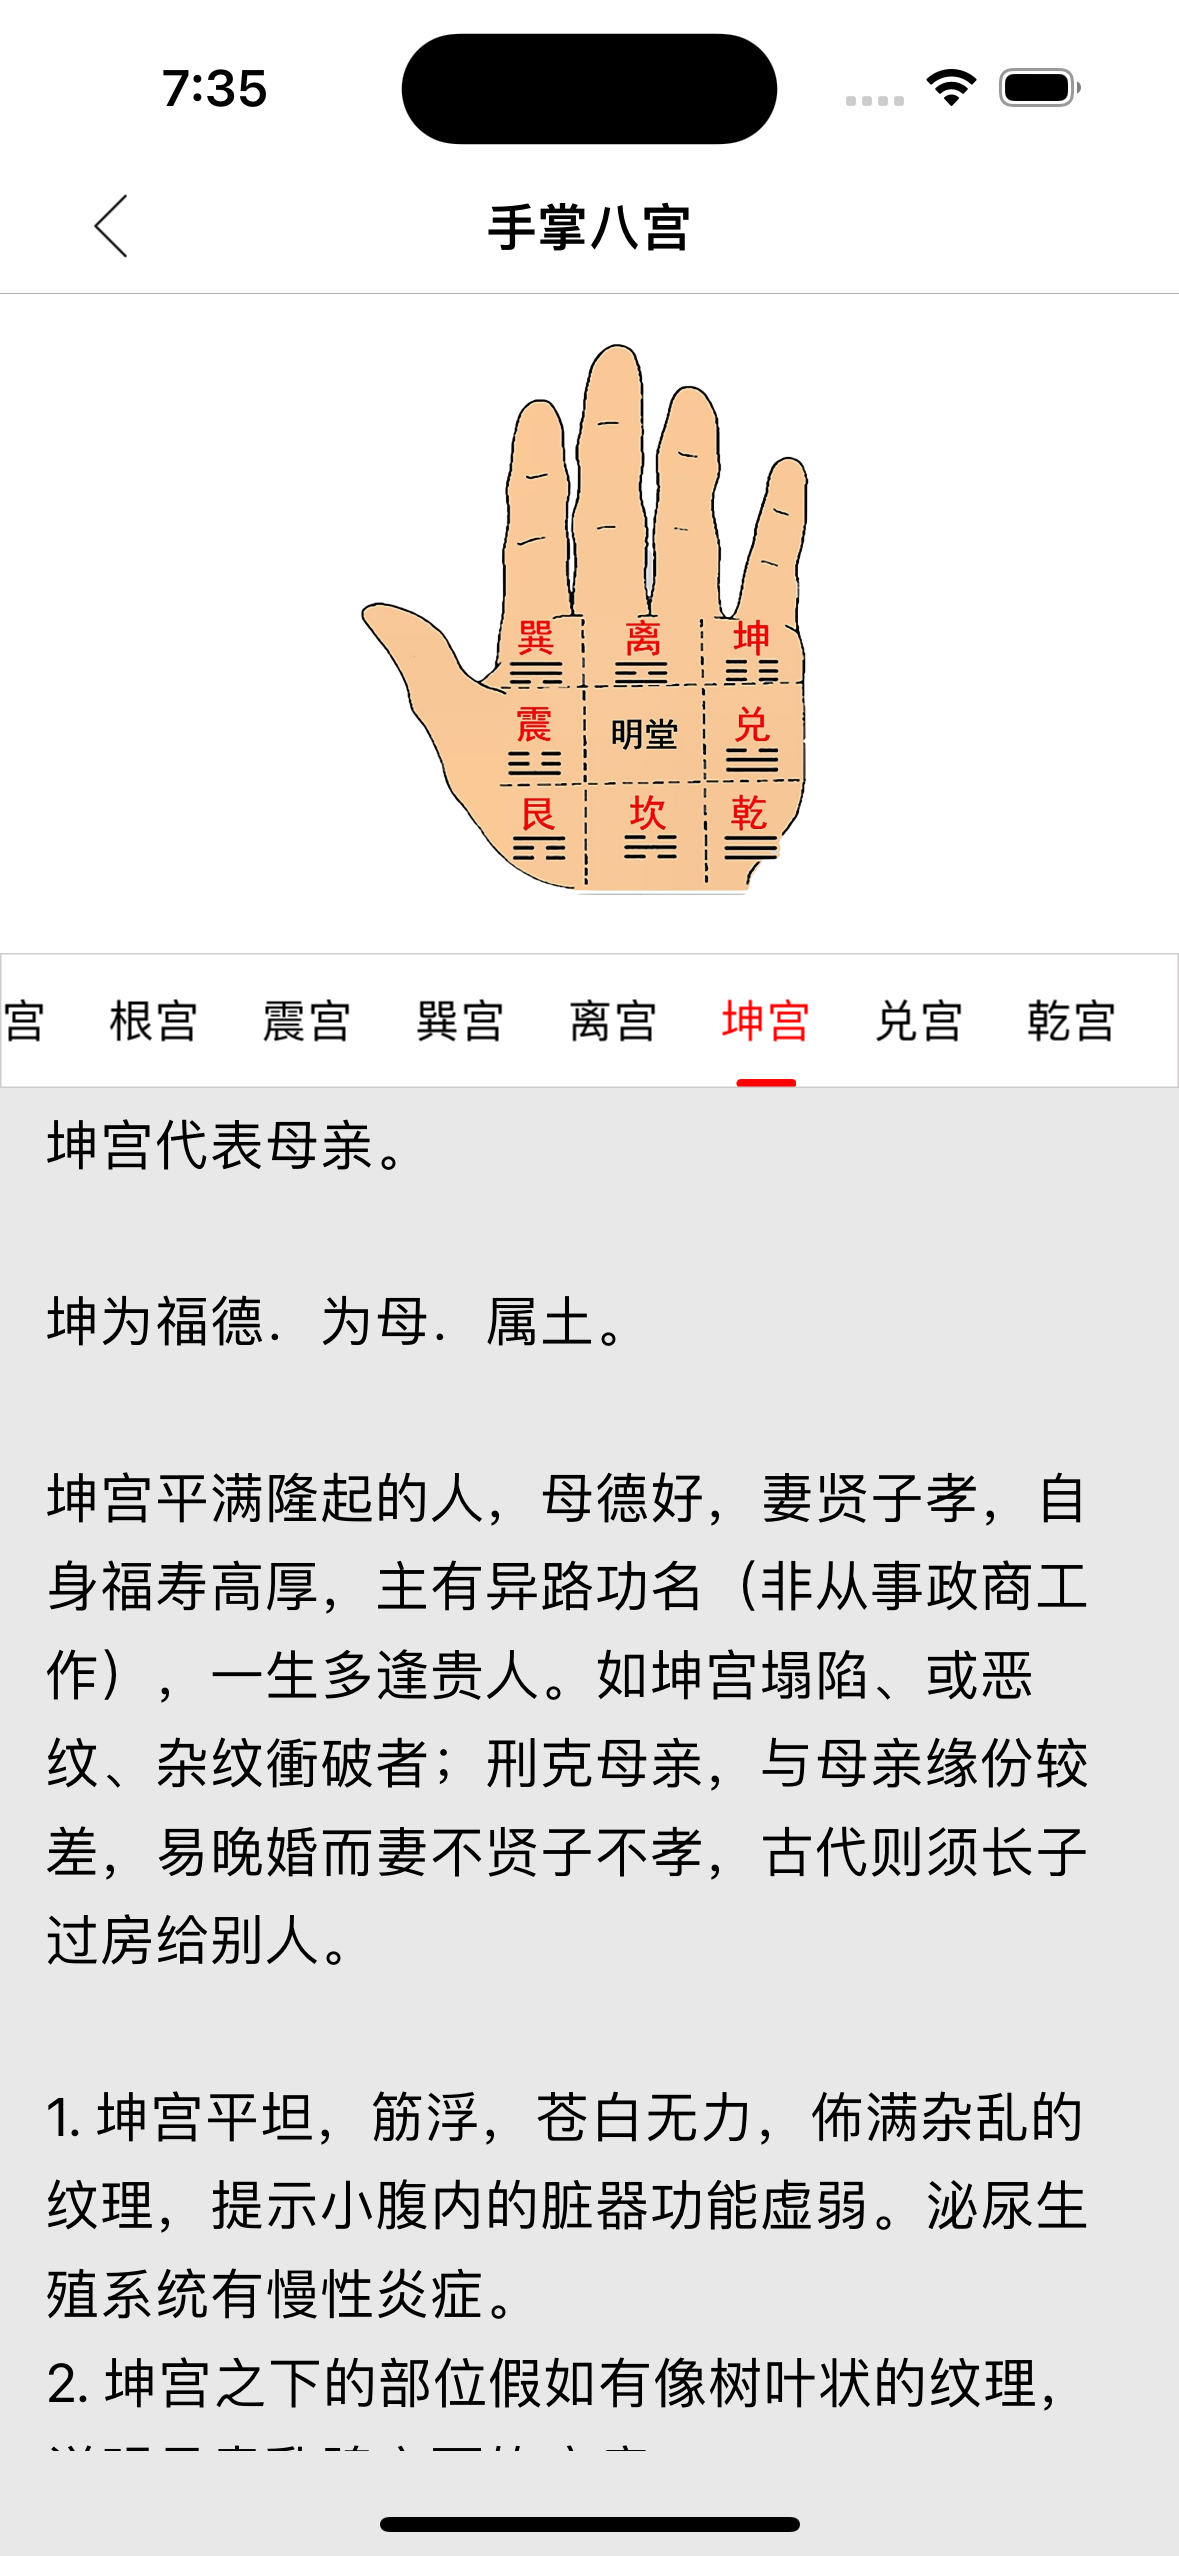 7:35
手掌八宫
巽 离 坤
震 明堂 兑
艮 坎 乾
宫 根宫 震宫 巽宫 离宫 坤宫 兑宫 乾宫
坤宫代表母亲。
坤为福德．为母．属土。
坤宫平满隆起的人，母德好，妻贤子孝，自
身福寿高厚，主有异路功名（非从事政商工
作），一生多逢贵人。如坤宫塌陷、或恶
纹、杂纹衝破者；刑克母亲，与母亲缘份较
差，易晚婚而妻不贤子不孝，古代则须长子
过房给别人。
1. 坤宫平坦，筋浮，苍白无力，佈满杂乱的
纹理，提示小腹内的脏器功能虚弱。泌尿生
殖系统有慢性炎症。
2. 坤宫之下的部位假如有像树叶状的纹理，